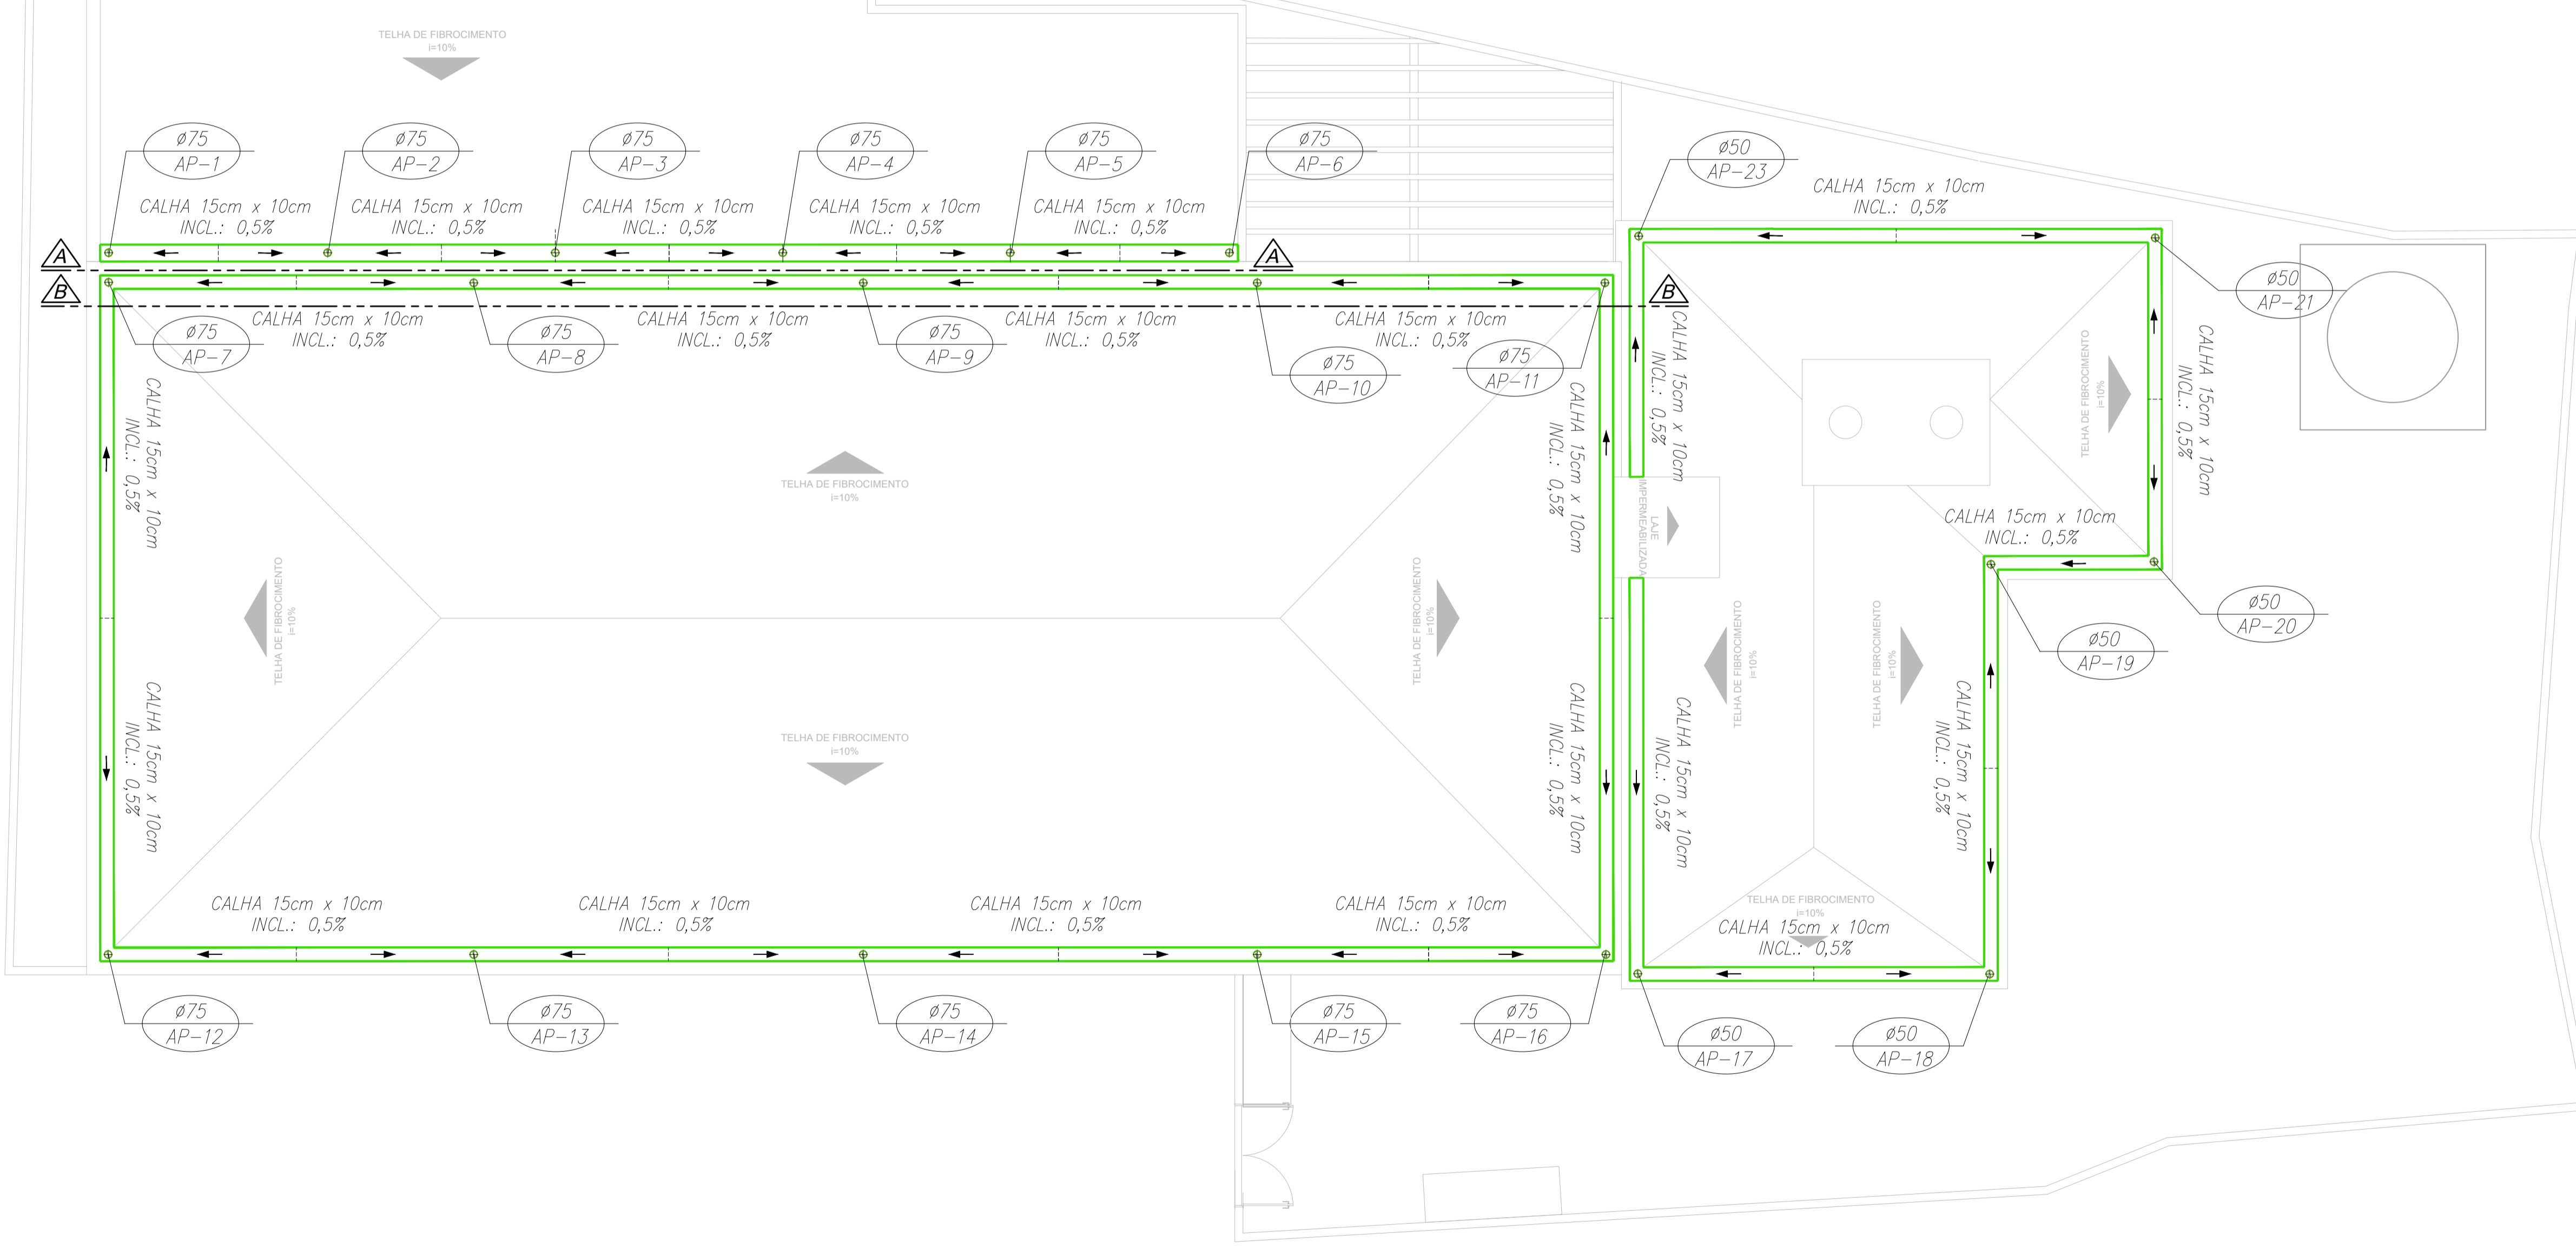 TELHA DE FIBROCIMENTO
i=10%
ø75
AP-1
ø75
AP-2
ø75
AP-3
ø75
AP-4
ø75
AP-5
ø75
AP-6
ø50
AP-23
CALHA 15cm x 10cm
INCL.: 0,5%
CALHA 15cm x 10cm
INCL.: 0,5%
CALHA 15cm x 10cm
INCL.: 0,5%
CALHA 15cm x 10cm
INCL.: 0,5%
CALHA 15cm x 10cm
INCL.: 0,5%
CALHA 15cm x 10cm
INCL.: 0,5%
A
A
B
B
ø50
AP-21
CALHA 15cm x 10cm
INCL.: 0,5%
CALHA 15cm x 10cm
INCL.: 0,5%
CALHA 15cm x 10cm
INCL.: 0,5%
CALHA 15cm x 10cm
INCL.: 0,5%
ø75
AP-7
ø75
AP-8
ø75
AP-9
ø75
AP-10
ø75
AP-11
CALHA 15cm x 10cm
INCL.: 0,5%
CALHA 15cm x 10cm
INCL.: 0,5%
CALHA 15cm x 10cm
INCL.: 0,5%
TELHA DE FIBROCIMENTO
i=10%
CALHA 15cm x 10cm
INCL.: 0,5%
TELHA DE FIBROCIMENTO
i=10%
LAJE
IMPERMEABILIZADA
CALHA 15cm x 10cm
INCL.: 0,5%
TELHA DE FIBROCIMENTO
i=10%
TELHA DE FIBROCIMENTO
i=10%
TELHA DE FIBROCIMENTO
i=10%
TELHA DE FIBROCIMENTO
i=10%
ø50
AP-20
ø50
AP-19
CALHA 15cm x 10cm
INCL.: 0,5%
TELHA DE FIBROCIMENTO
i=10%
CALHA 15cm x 10cm
INCL.: 0,5%
CALHA 15cm x 10cm
INCL.: 0,5%
CALHA 15cm x 10cm
INCL.: 0,5%
CALHA 15cm x 10cm
INCL.: 0,5%
CALHA 15cm x 10cm
INCL.: 0,5%
CALHA 15cm x 10cm
INCL.: 0,5%
CALHA 15cm x 10cm
INCL.: 0,5%
TELHA DE FIBROCIMENTO
i=10%
CALHA 15cm x 10cm
INCL.: 0,5%
ø75
AP-12
ø75
AP-13
ø75
AP-14
ø75
AP-15
ø75
AP-16
ø50
AP-17
ø50
AP-18